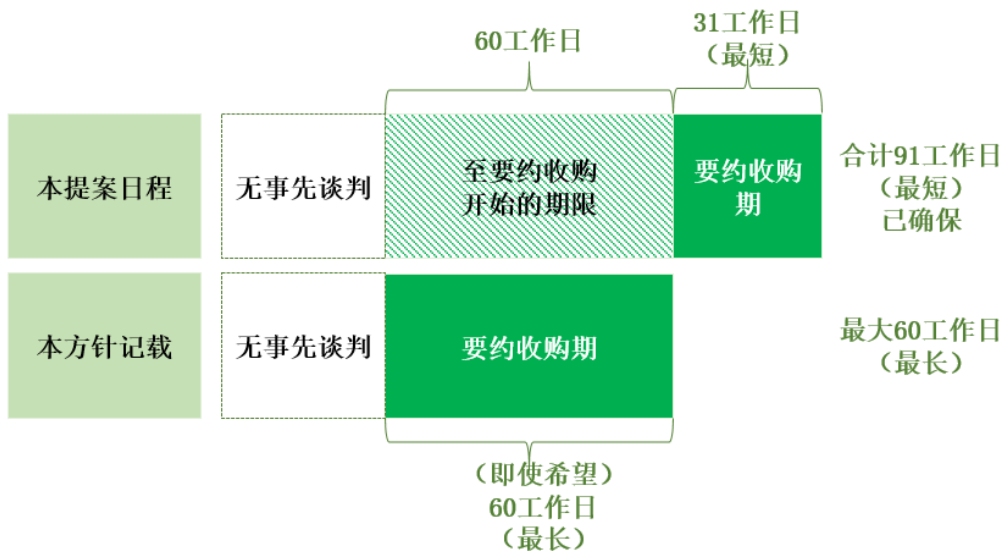 60工作日
31工作日
（最短）
本提案日程
无事先谈判
至要约收购
开始的期限
要约收购
期
合计91工作日
（最短）
已确保
本方针记载
无事先谈判
要约收购期
最大60工作日
（最长）
（即使希望）
60工作日
（最长）